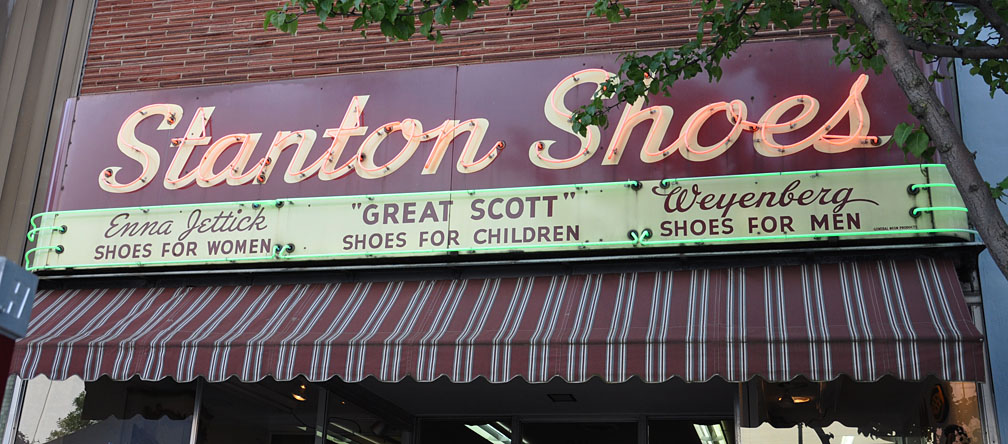 Stanton Shoes
Enna Jettick
SHOES FOR WOMEN
"GREAT SCOTT"
SHOES FOR CHILDREN
Weyenberg
SHOES FOR MEN
H